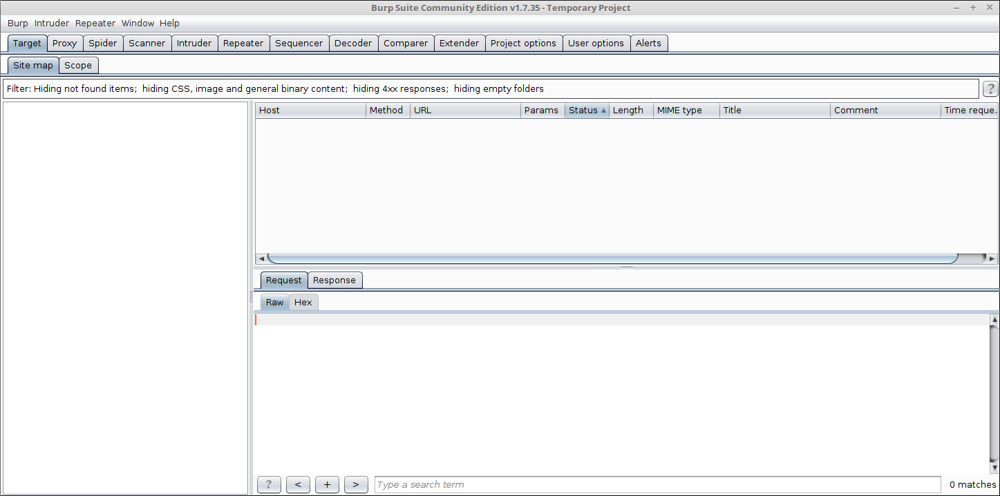 Burp Suite Community Edition v1.7.35 - Temporary Project
Burp Intruder Repeater Window Help
Target Proxy Spider Scanner Intruder Repeater Sequencer Decoder Comparer Extender Project options User options Alerts
Site map Scope
Filter: Hiding not found items; hiding CSS, image and general binary content; hiding 4xx responses; hiding empty folders ?
Host Method URL Params Status Length MIME type Title Comment Time reque.
Request Response
Raw Hex
? < + > Type a search term 0 matches